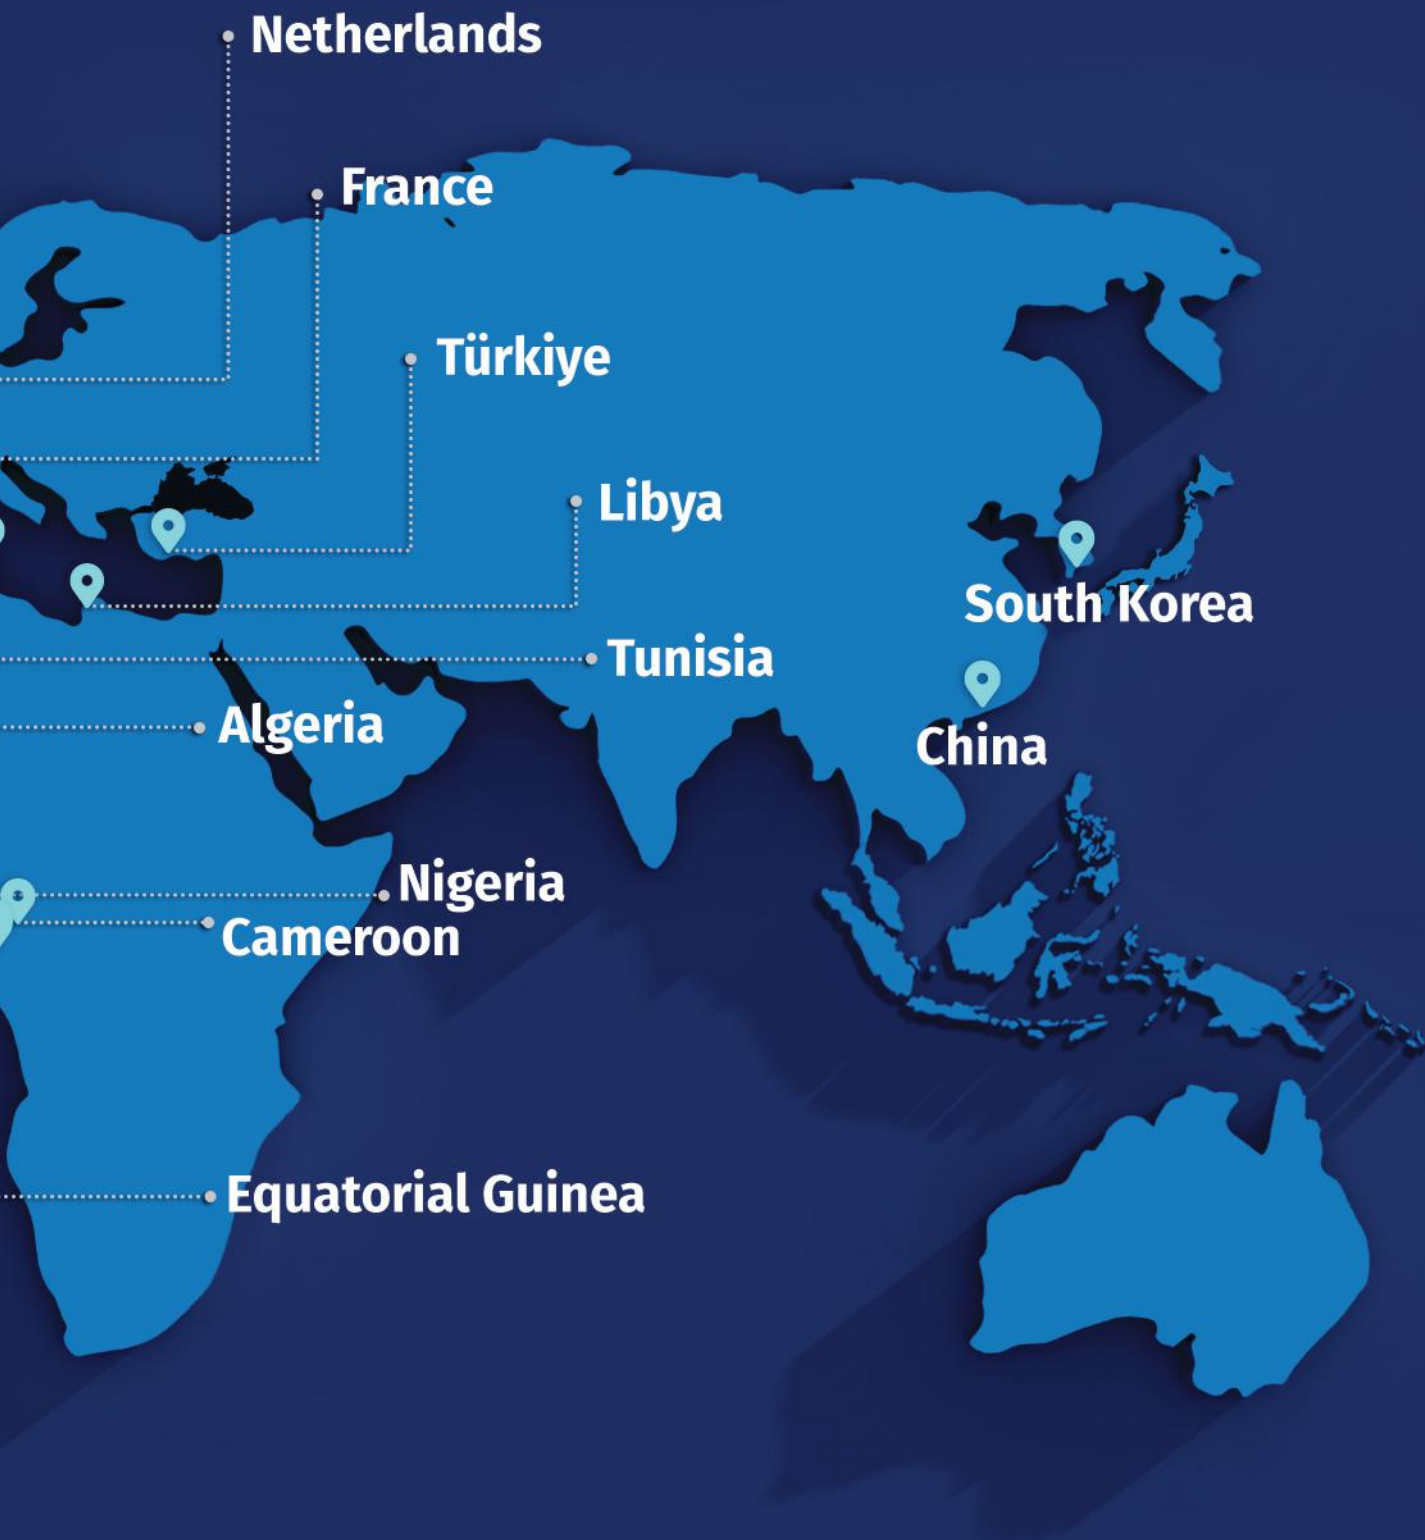 Netherlands
France
Türkiye
Libya
South Korea
Tunisia
Algeria
China
Nigeria
Cameroon
Equatorial Guinea